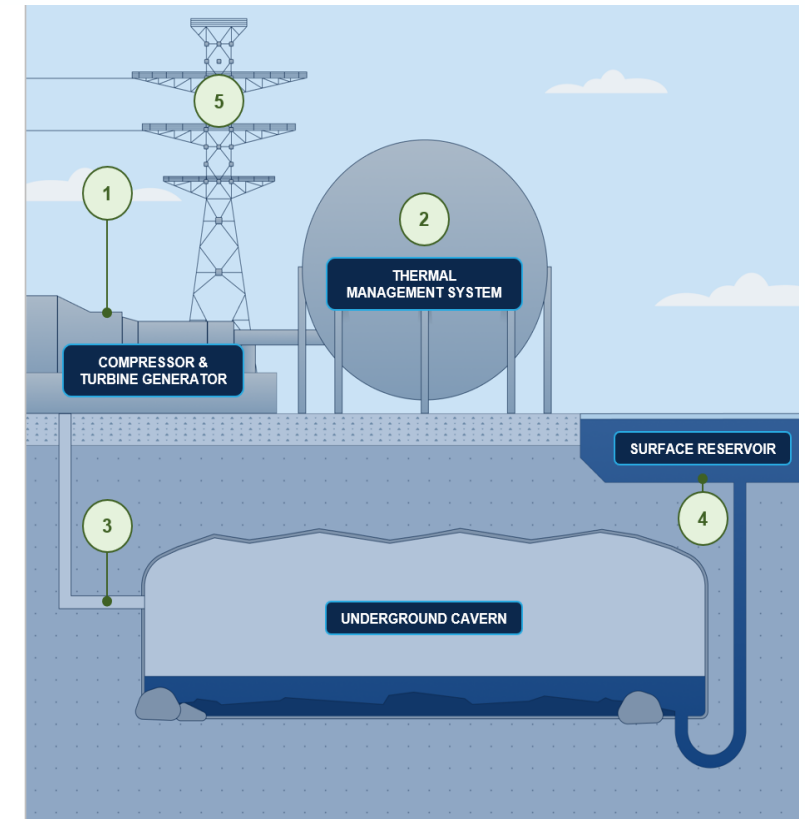 5
1
2
THERMAL
MANAGEMENT SYSTEM
COMPRESSOR &
TURBINE GENERATOR
SURFACE RESERVOIR
3
4
UNDERGROUND CAVERN